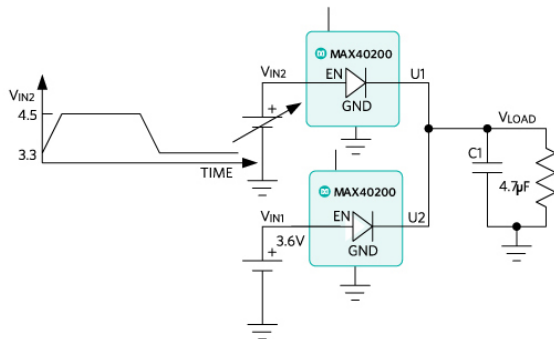 MAX40200
VIN2
EN
U1
GND
VIN2
4.5
3.3
TIME
+
VLOAD
C1
4.7µF
MAX40200
VIN1
3.6V
EN
U2
GND
+